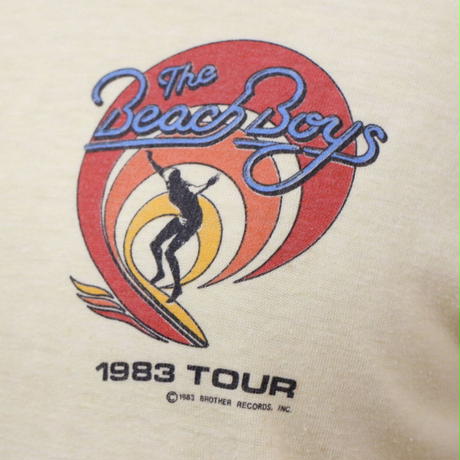 The
Beach Boys
1983 TOUR
©1983 BROTHER RECORDS, INC.